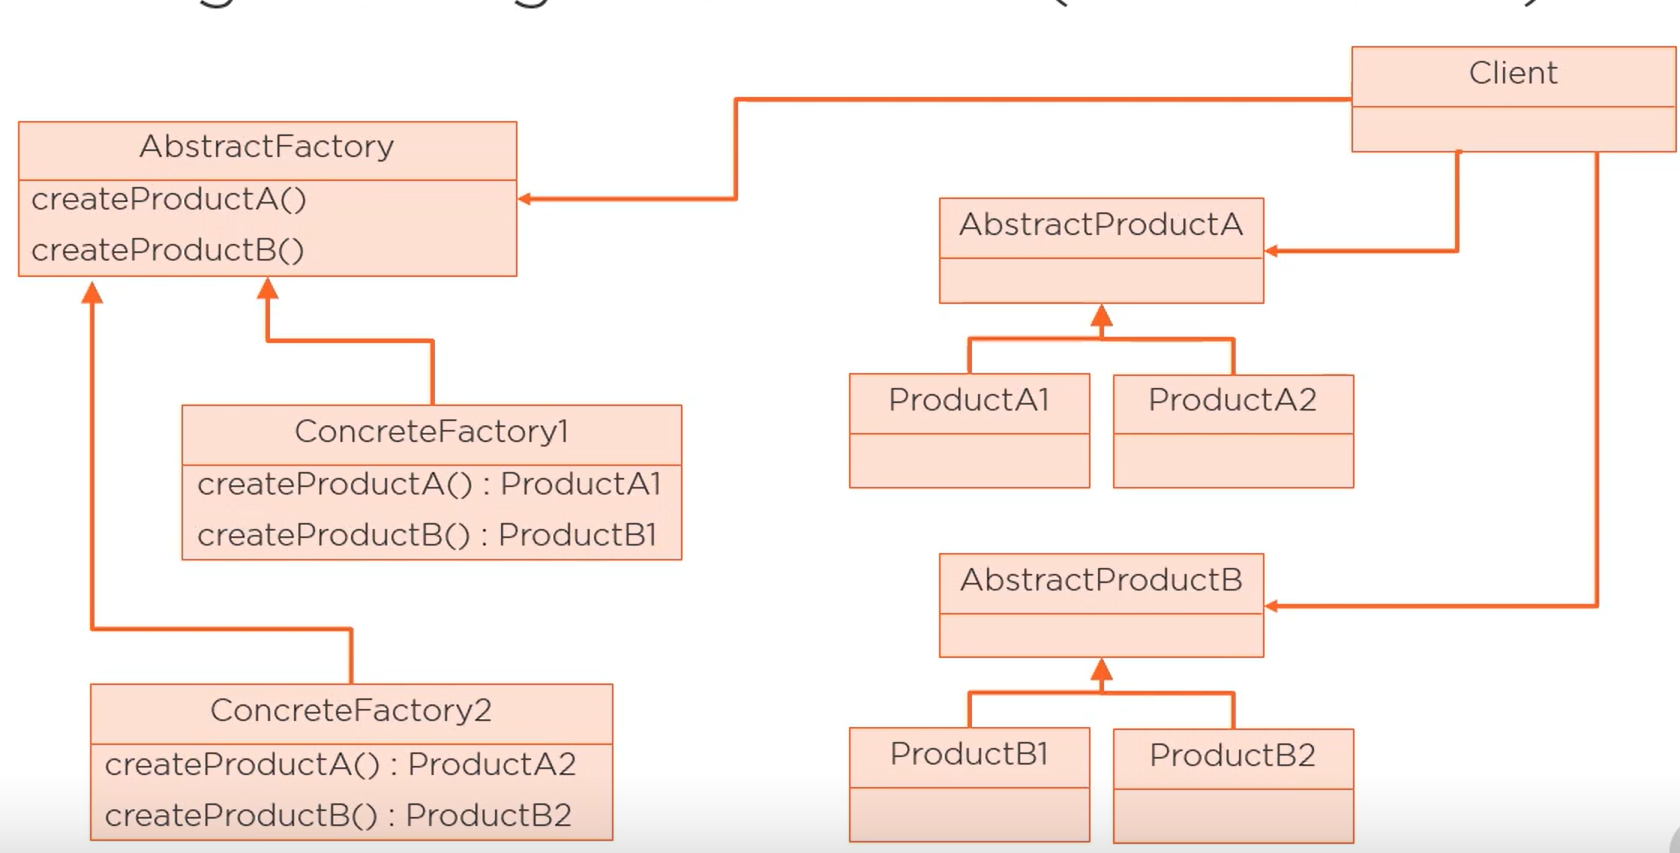 Client
AbstractFactory
createProductA()
createProductB()
AbstractProductA
ProductA1
ProductA2
ConcreteFactory1
createProductA() : ProductA1
createProductB() : ProductB1
AbstractProductB
ConcreteFactory2
createProductA() : ProductA2
createProductB() : ProductB2
ProductB1
ProductB2